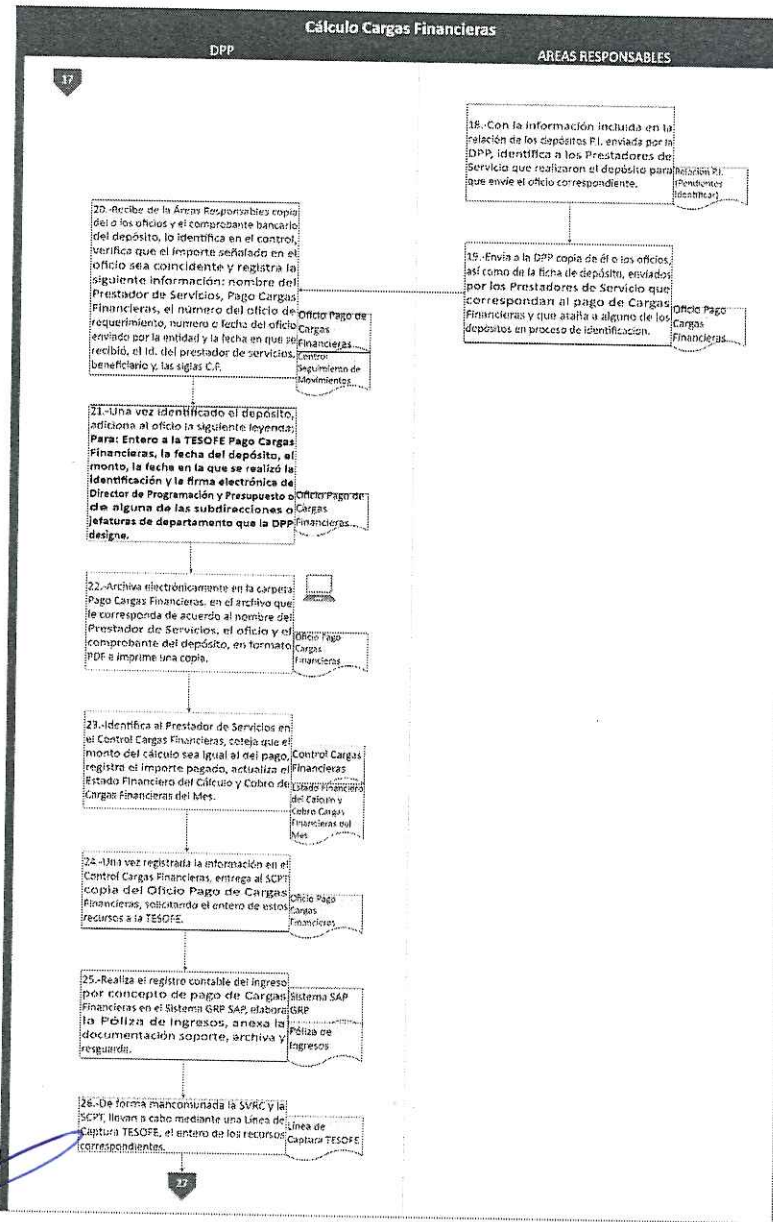 Cálculo Cargas Financieras
DPP
AREAS RESPONSABLES
17
18.-Con la información incluida en la
relación de los depósitos P.I. enviada por la
DPP, identifica a los Prestadores de
Servicio que realizaron el depósito para
que envíe el oficio correspondiente.
Relación P.I.
(Pendientes
Identificar)
19.-Envía a la DPP copia de él o los oficios,
así como de la ficha de depósito, enviados
por los Prestadores de Servicio que
correspondan al pago de Cargas
Financieras y que ataña a alguno de los
depósitos en proceso de identificación.
Oficio Pago
Cargas
Financieras
20.-Recibe de la Áreas Responsables copia
del o los oficios y el comprobante bancario
del depósito, lo identifica en el control,
verifica que el importe señalado en el
oficio sea coincidente y registra la
siguiente información: nombre del
Prestador de Servicios, Pago Cargas
Financieras, el número del oficio de
requerimiento, número o fecha del oficio
enviado por la entidad y la fecha en que se
recibió, el Id. del prestador de servicios,
beneficiario y, las siglas C.F.
Oficio Pago de
Cargas
Financieras
Control
Seguimiento de
Movimientos
21.-Una vez identificado el depósito,
adiciona al oficio la siguiente leyenda:
Para: Entero a la TESOFE Pago Cargas
Financieras, la fecha del depósito, el
monto, la fecha en la que se realizó la
identificación y la firma electrónica de
Director de Programación y Presupuesto o
de alguna de las subdirecciones o
jefaturas de departamento que la DPP
designe.
Oficio Pago de
Cargas
Financieras
22.-Archiva electrónicamente en la carpeta
Pago Cargas Financieras, en el archivo que
le corresponda de acuerdo al nombre del
Prestador de Servicios, el oficio y el
comprobante del depósito, en formato
PDF e imprime una copia.
Oficio Pago
Cargas
Financieras
23.-Identifica al Prestador de Servicios en
el Control Cargas Financieras, coteja que el
monto del cálculo sea igual al del pago,
registra el importe pagado, actualiza el
Estado Financiero del Cálculo y Cobro de
Cargas Financieras del Mes.
Control Cargas
Financieras
Estado Financiero
del Calculo y
Cobro Cargas
Financieras del
Mes
24.-Una vez registrada la información en el
Control Cargas Financieras, entrega al SCPT
copia del Oficio Pago de Cargas
Financieras, solicitando el entero de estos
recursos a la TESOFE.
Oficio Pago
Cargas
Financieras
25.-Realiza el registro contable del ingreso
por concepto de pago de Cargas
Financieras en el Sistema GRP SAP, elabora
la Póliza de Ingresos, anexa la
documentación soporte, archiva y
resguarda.
Sistema SAP
GRP
Póliza de
Ingresos
26.-De forma mancomunada la SVRC y la
SCPT, llevan a cabo mediante una Línea de
Captura TESOFE, el entero de los recursos
correspondientes.
Línea de
Captura TESOFE
27